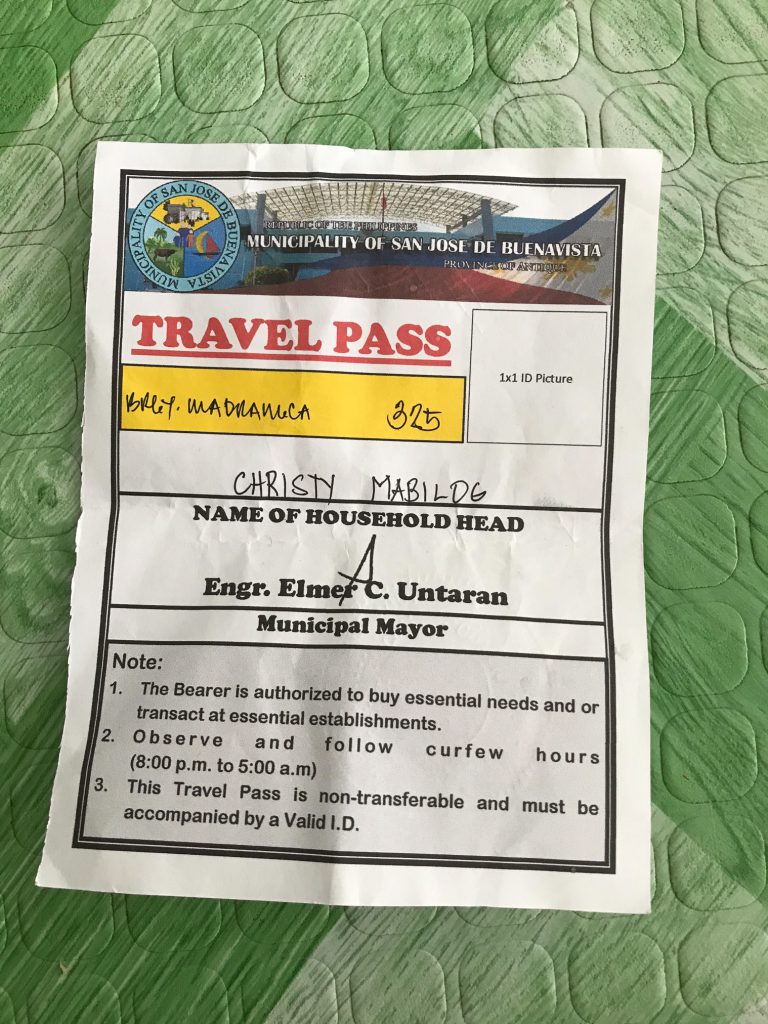 MUNICIPALITY OF SAN JOSE DE BUENAVISTA
REPUBLIC OF THE PHILIPPINES
MUNICIPALITY OF SAN JOSE DE BUENAVISTA
PROVINCE OF ANTIQUE
TRAVEL PASS
1x1 ID Picture
BRGY. MADRANGCA 325
CHRISTY MABILOG
NAME OF HOUSEHOLD HEAD
Engr. Elmer C. Untaran
Municipal Mayor
Note:
1. The Bearer is authorized to buy essential needs and or
transact at essential establishments.
2. Observe and follow curfew hours
(8:00 p.m. to 5:00 a.m)
3. This Travel Pass is non-transferable and must be
accompanied by a Valid I.D.